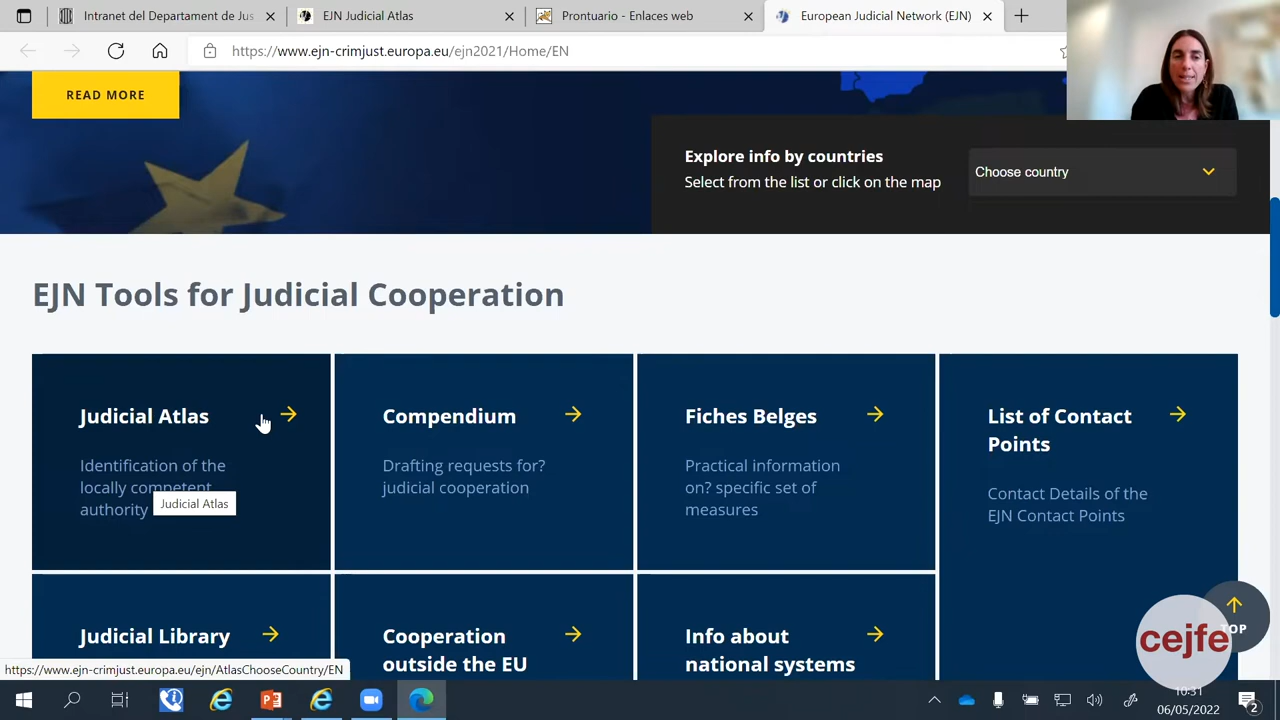 Intranet del Departament de Jus
EJN Judicial Atlas
Prontuario - Enlaces web
European Judicial Network (EJN)
https://www.ejn-crimjust.europa.eu/ejn2021/Home/EN
READ MORE
Explore info by countries
Select from the list or click on the map
Choose country
EJN Tools for Judicial Cooperation
Judicial Atlas
Identification of the
locally competent
authority
Judicial Atlas
Compendium
Drafting requests for?
judicial cooperation
Fiches Belges
Practical information
on? specific set of
measures
List of Contact
Points
Contact Details of the
EJN Contact Points
Judicial Library
Cooperation
outside the EU
Info about
national systems
TOP
cejfe
https://www.ejn-crimjust.europa.eu/ejn/AtlasChooseCountry/EN
10:31
06/05/2022
2